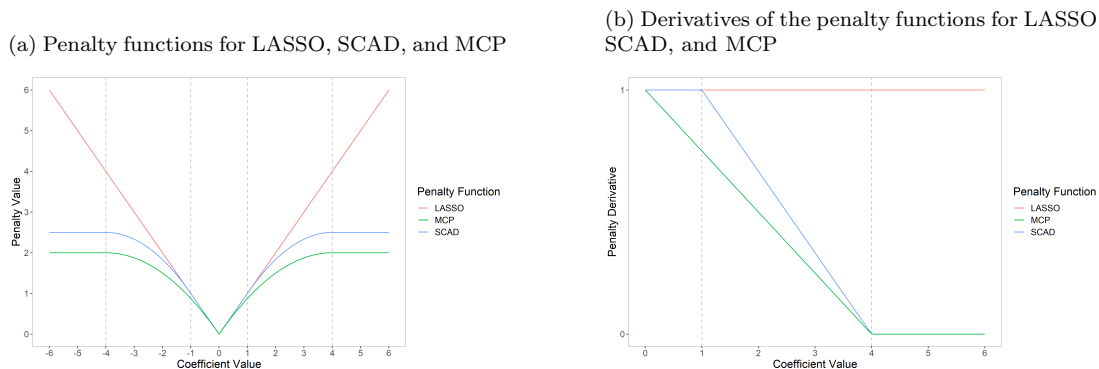 (a) Penalty functions for LASSO, SCAD, and MCP
6
5
4
3
2
1
0
Penalty Value
-6 -5 -4 -3 -2 -1 0 1 2 3 4 5 6
Coefficient Value
Penalty Function
LASSO
MCP
SCAD
(b) Derivatives of the penalty functions for LASSO
SCAD, and MCP
1
0
Penalty Derivative
0 1 2 3 4 5 6
Coefficient Value
Penalty Function
LASSO
MCP
SCAD